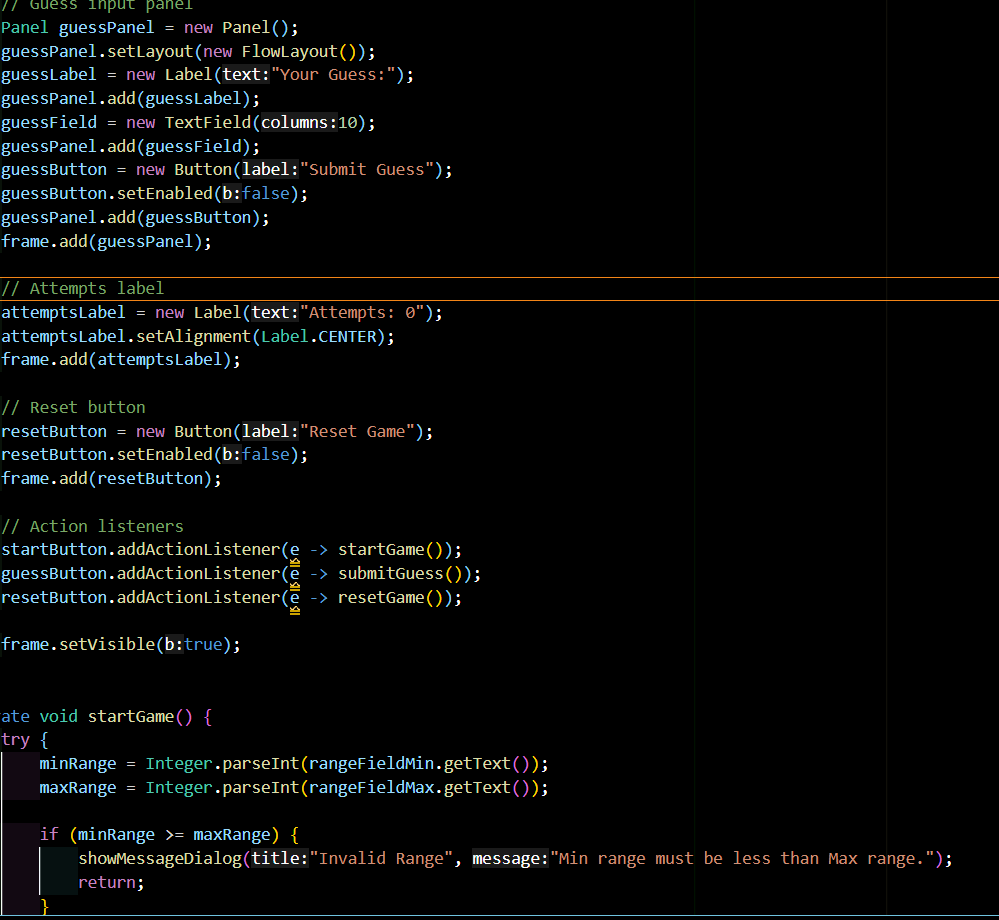 // Guess input panel
Panel guessPanel = new Panel();
guessPanel.setLayout(new FlowLayout());
guessLabel = new Label(text:"Your Guess:");
guessPanel.add(guessLabel);
guessField = new TextField(columns:10);
guessPanel.add(guessField);
guessButton = new Button(label:"Submit Guess");
guessButton.setEnabled(b:false);
guessPanel.add(guessButton);
frame.add(guessPanel);
// Attempts label
attemptsLabel = new Label(text:"Attempts: 0");
attemptsLabel.setAlignment(Label.CENTER);
frame.add(attemptsLabel);
// Reset button
resetButton = new Button(label:"Reset Game");
resetButton.setEnabled(b:false);
frame.add(resetButton);
// Action listeners
startButton.addActionListener(e -> startGame());
guessButton.addActionListener(e -> submitGuess());
resetButton.addActionListener(e -> resetGame());
frame.setVisible(b:true);
ate void startGame() {
try {
minRange = Integer.parseInt(rangeFieldMin.getText());
maxRange = Integer.parseInt(rangeFieldMax.getText());
if (minRange >= maxRange) {
showMessageDialog(title:"Invalid Range", message:"Min range must be less than Max range.");
return;
}